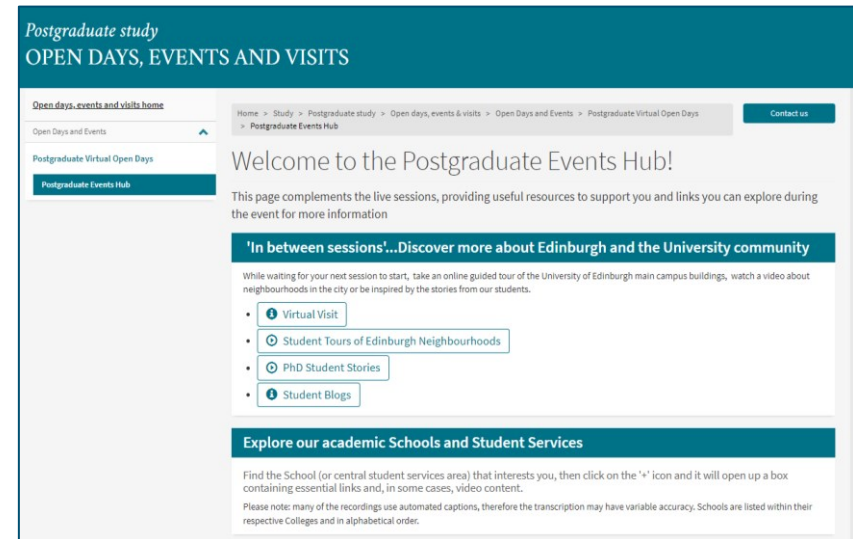 Postgraduate study
OPEN DAYS, EVENTS AND VISITS
Open days, events and visits home
Open Days and Events
Postgraduate Virtual Open Days
Postgraduate Events Hub
Home > Study > Postgraduate study > Open days, events & visits > Open Days and Events > Postgraduate Virtual Open Days
> Postgraduate Events Hub
Contact us
Welcome to the Postgraduate Events Hub!
This page complements the live sessions, providing useful resources to support you and links you can explore during
the event for more information
'In between sessions'...Discover more about Edinburgh and the University community
While waiting for your next session to start, take an online guided tour of the University of Edinburgh main campus buildings, watch a video about
neighbourhoods in the city or be inspired by the stories from our students.
• Virtual Visit
• Student Tours of Edinburgh Neighbourhoods
• PhD Student Stories
• Student Blogs
Explore our academic Schools and Student Services
Find the School (or central student services area) that interests you, then click on the '+' icon and it will open up a box
containing essential links and, in some cases, video content.
Please note: many of the recordings use automated captions, therefore the transcription may have variable accuracy. Schools are listed within their
respective Colleges and in alphabetical order.